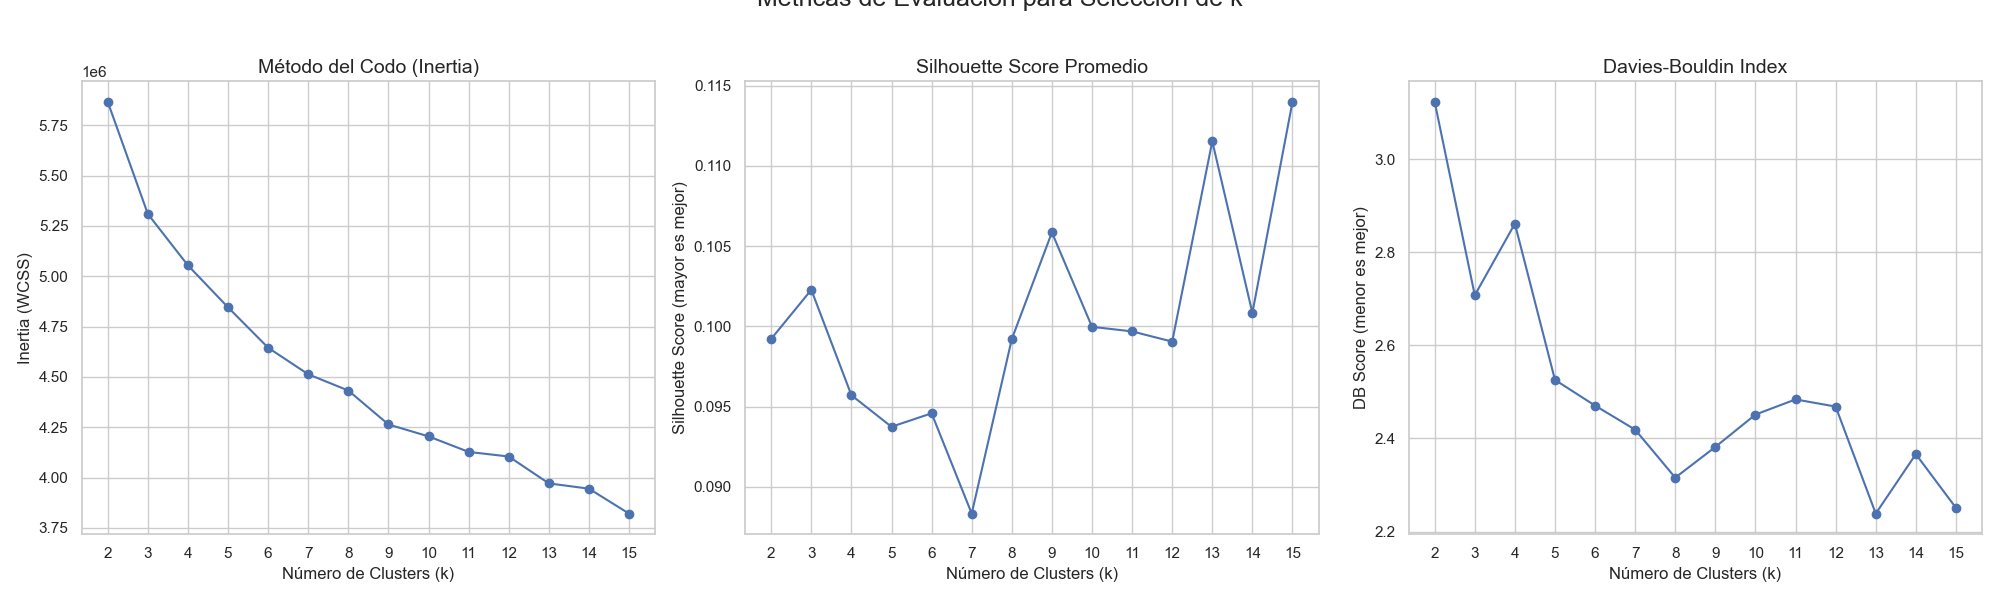 Métricas de Evaluación para Selección de k
Método del Codo (Inertia)
1e6
5.75
5.50
5.25
5.00
4.75
4.50
4.25
4.00
3.75
Inertia (WCSS)
2 3 4 5 6 7 8 9 10 11 12 13 14 15
Número de Clusters (k)
Silhouette Score Promedio
0.115
0.110
0.105
0.100
0.095
0.090
Silhouette Score (mayor es mejor)
2 3 4 5 6 7 8 9 10 11 12 13 14 15
Número de Clusters (k)
Davies-Bouldin Index
3.0
2.8
2.6
2.4
2.2
DB Score (menor es mejor)
2 3 4 5 6 7 8 9 10 11 12 13 14 15
Número de Clusters (k)